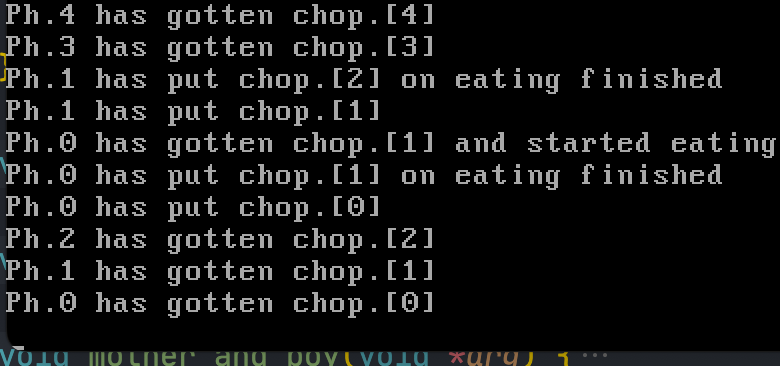 Ph.4 has gotten chop.[4]
Ph.3 has gotten chop.[3]
Ph.1 has put chop.[2] on eating finished
Ph.1 has put chop.[1]
Ph.0 has gotten chop.[1] and started eating
Ph.0 has put chop.[1] on eating finished
Ph.0 has put chop.[0]
Ph.2 has gotten chop.[2]
Ph.1 has gotten chop.[1]
Ph.0 has gotten chop.[0]
void mother and boy(void *arg) {···